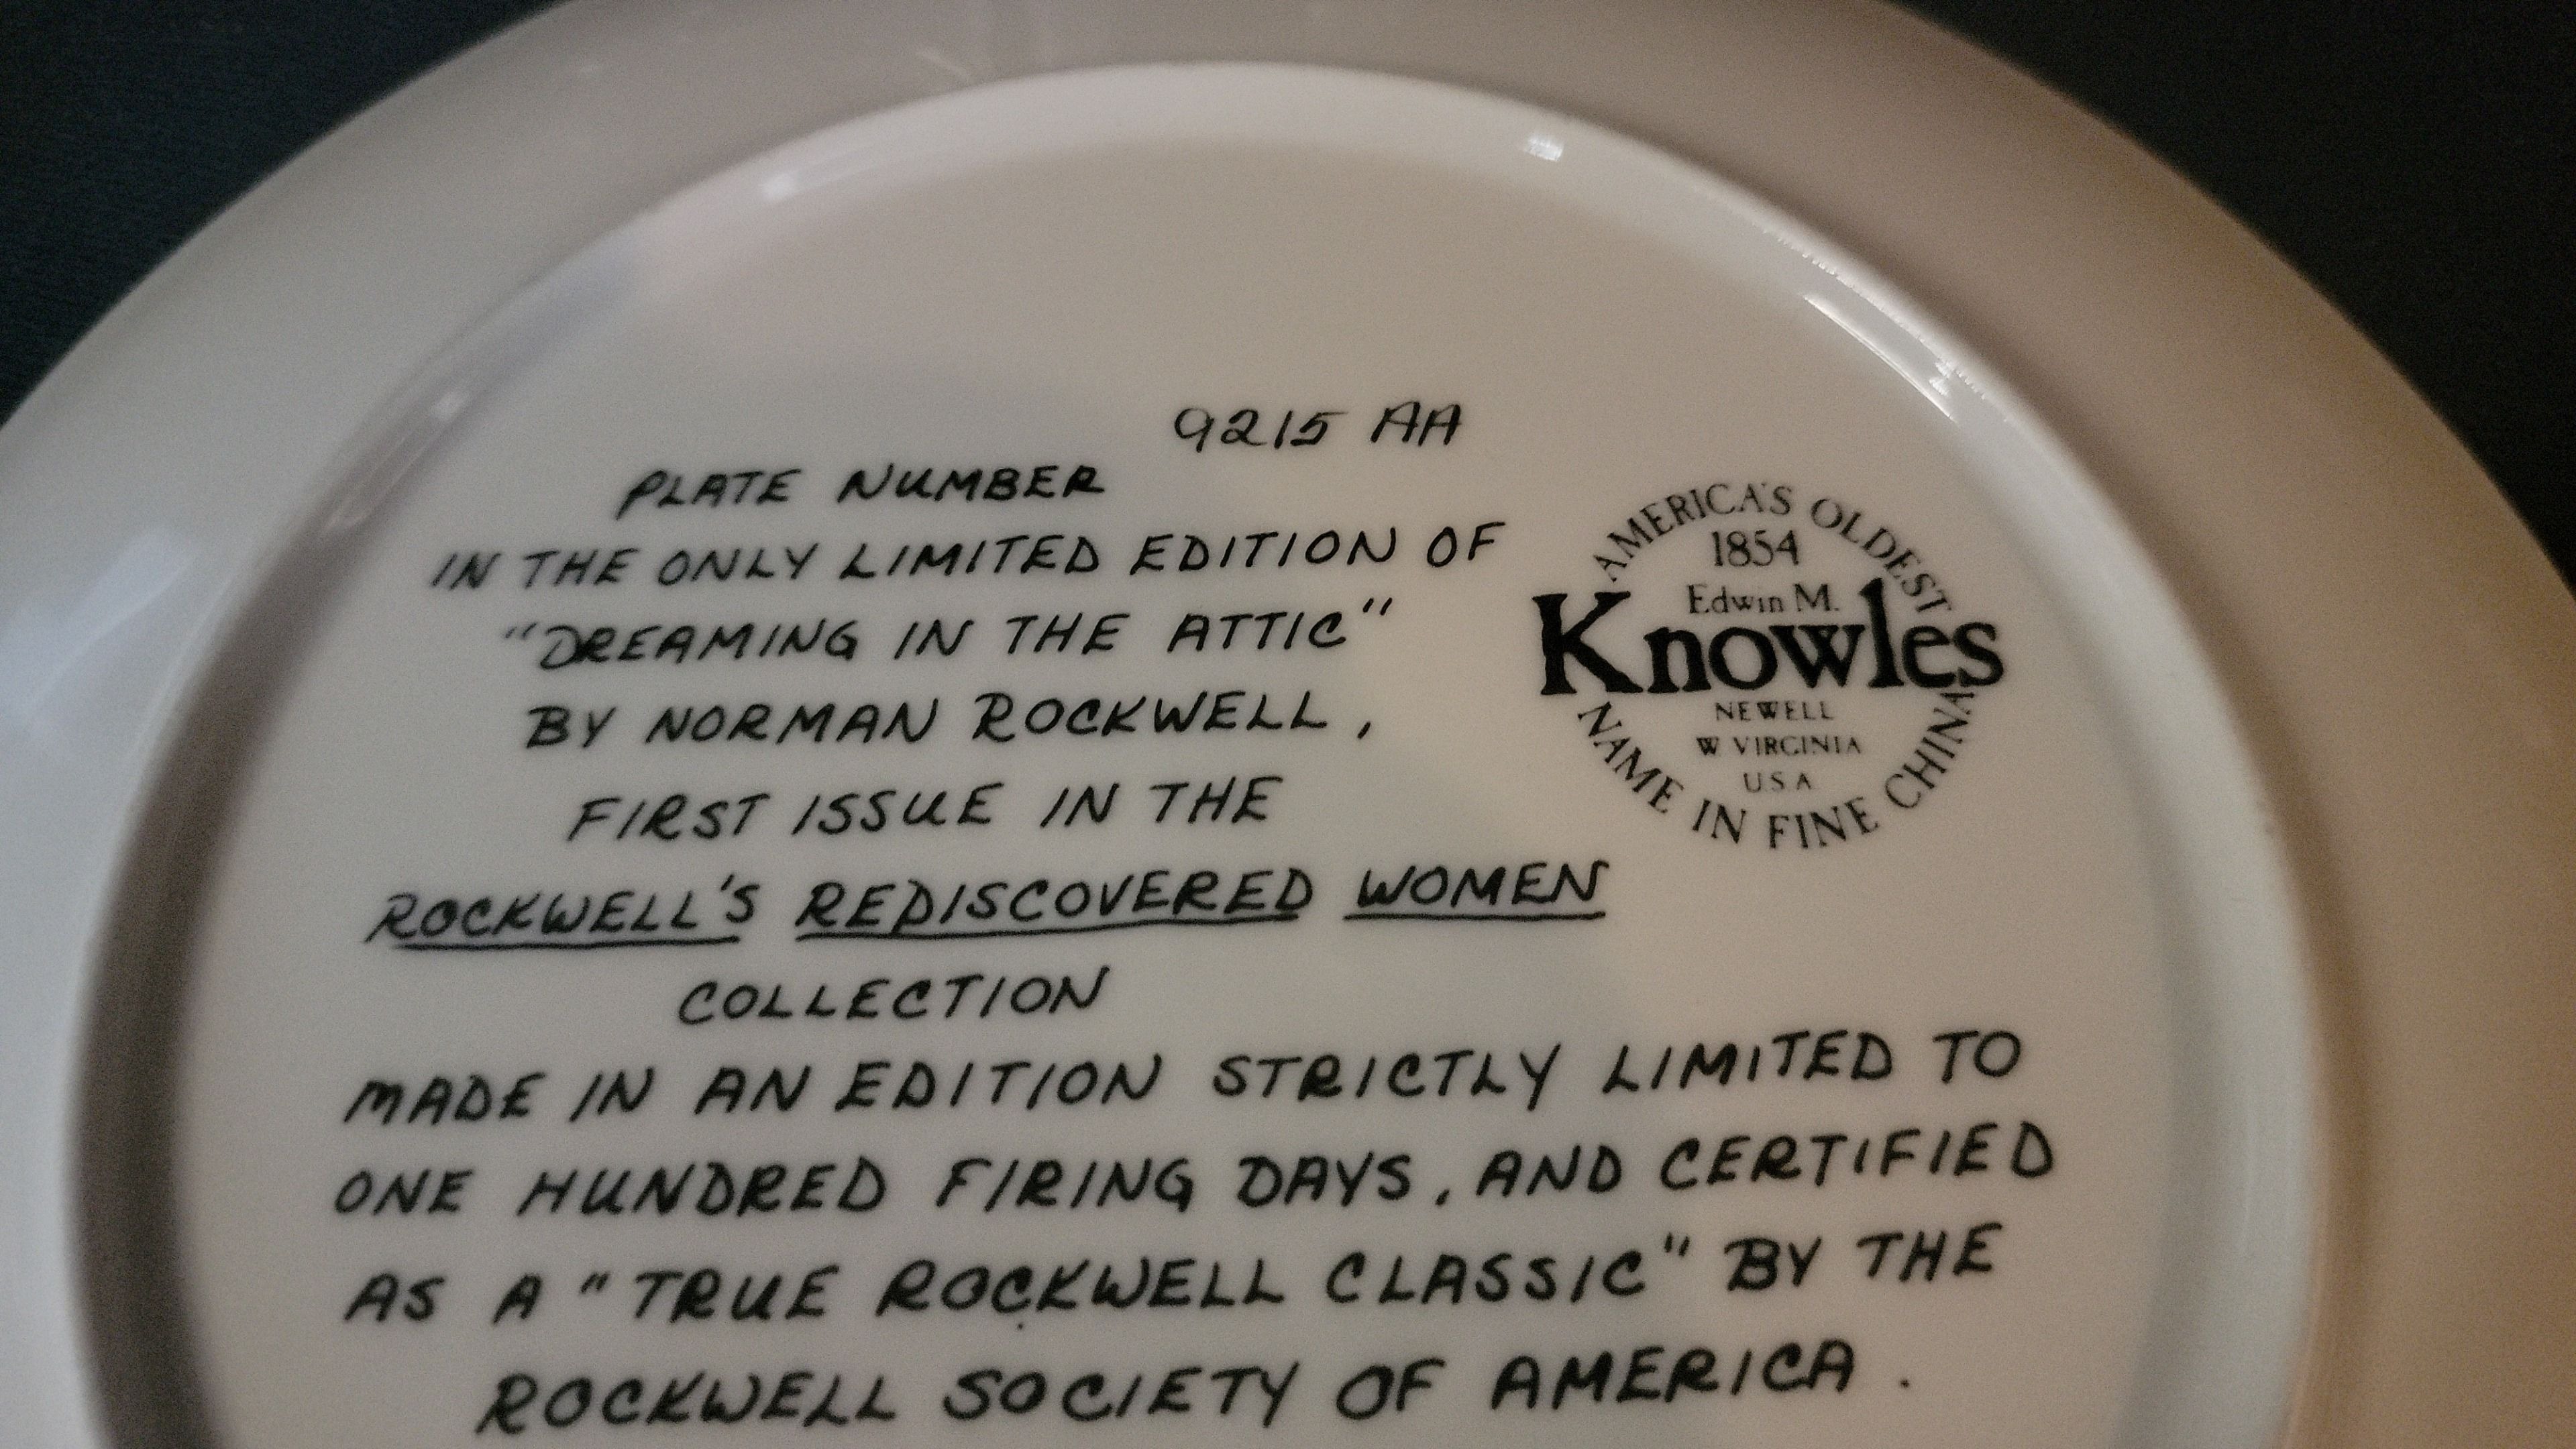 9215 AA
PLATE NUMBER
IN THE ONLY LIMITED EDITION OF
"DREAMING IN THE ATTIC"
BY NORMAN ROCKWELL,
FIRST ISSUE IN THE
ROCKWELL'S REDISCOVERED WOMEN
COLLECTION
MADE IN AN EDITION STRICTLY LIMITED TO
ONE HUNDRED FIRING DAYS, AND CERTIFIED
AS A "TRUE ROCKWELL CLASSIC" BY THE
ROCKWELL SOCIETY OF AMERICA.
AMERICA'S OLDEST
1854
Edwin M.
Knowles
NEWELL
W VIRGINIA
U.S.A
NAME IN FINE CHINA